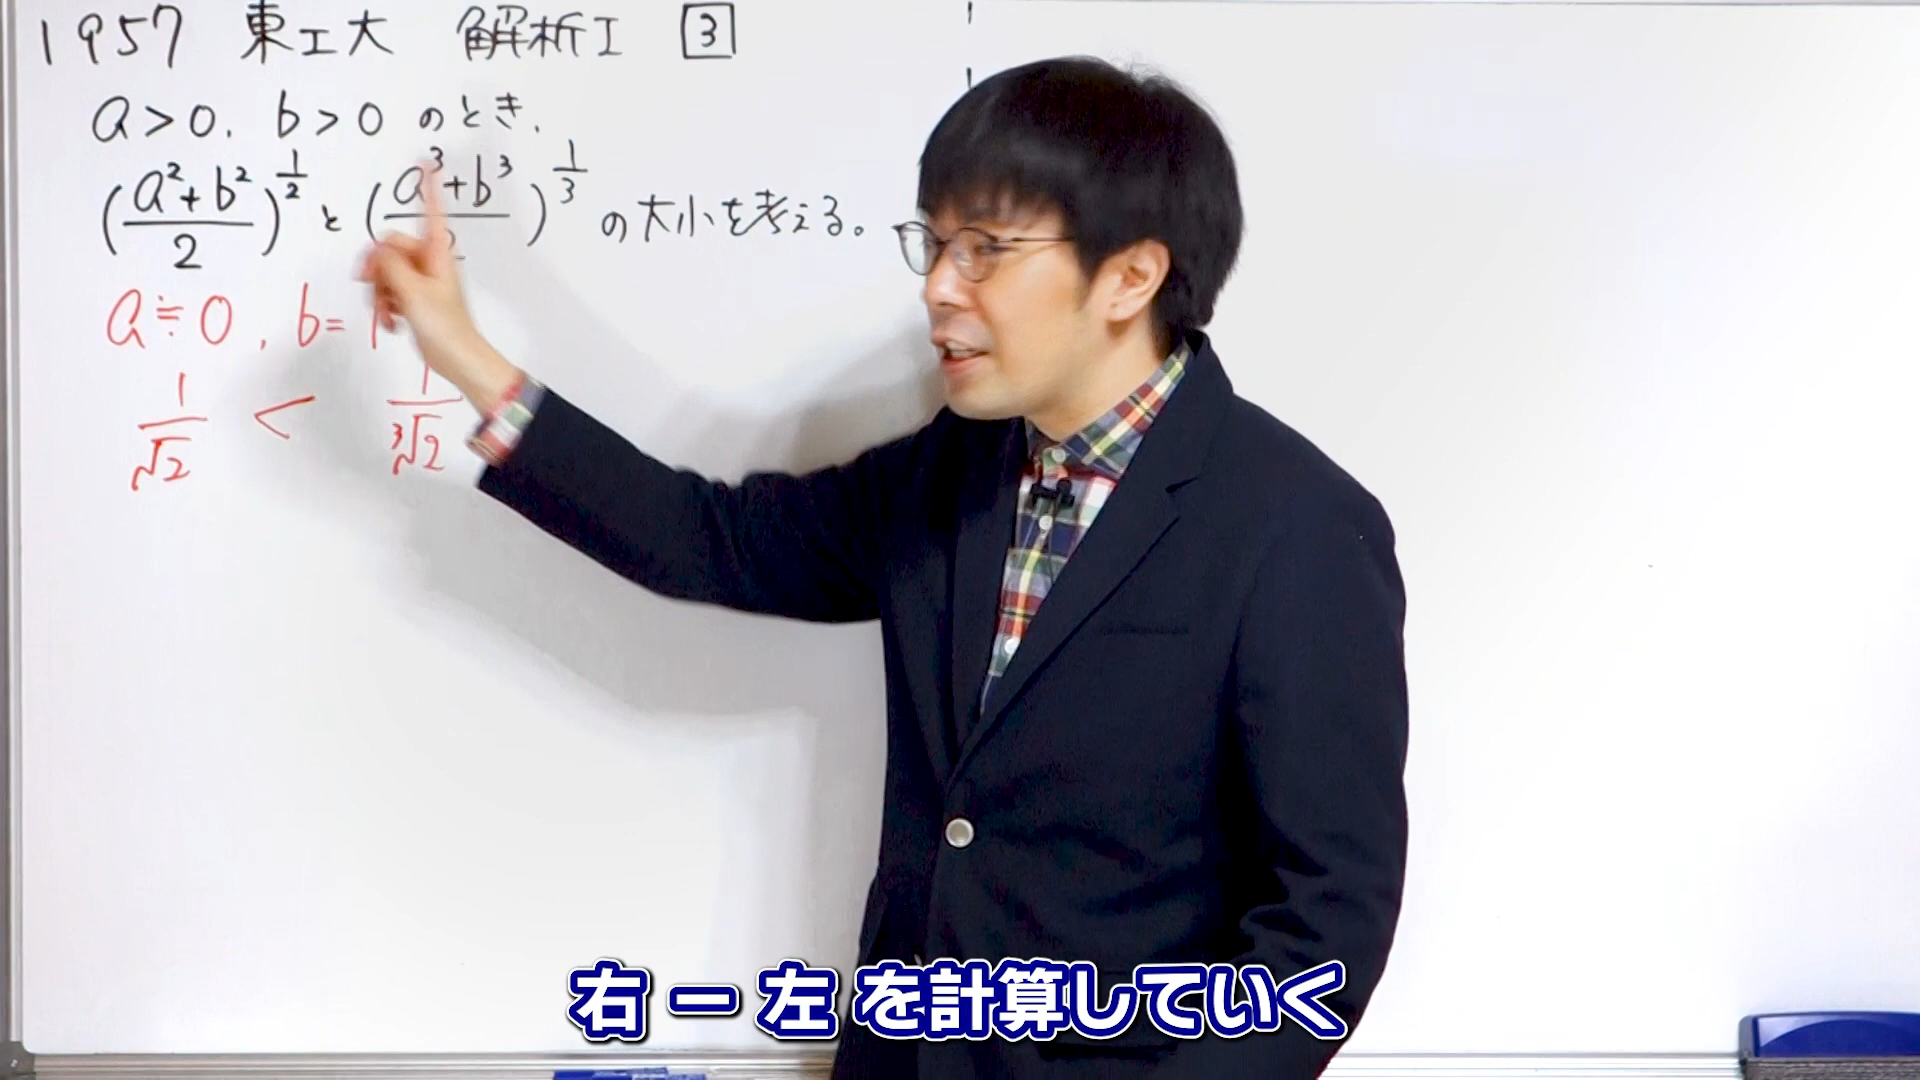 1957 東工大 解析I 3
a>0, b>0 のとき,
(a²+b²/2)^1/2 と (a³+b³/2)^1/3 の大小を考える。
a≒0, b=1
1/√2 < 1/³√2
右 ー 左 を計算していく